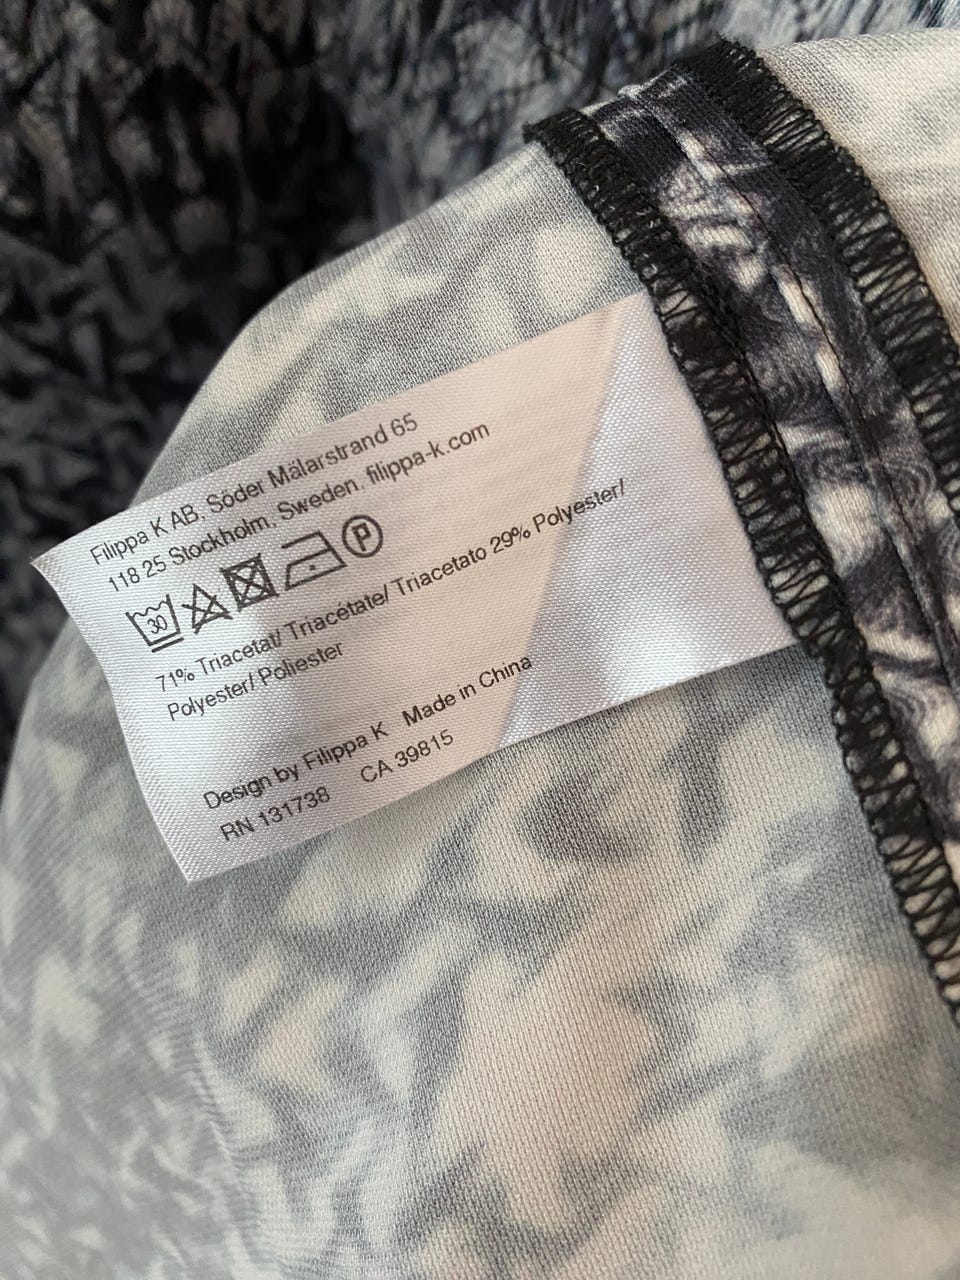 Filippa K AB, Söder Mälarstrand 65
118 25 Stockholm, Sweden. filippa-k.com
30 P
71% Triacetat/ Triacétate/ Triacetato 29% Polyester/
Polyester/ Poliester
Design by Filippa K Made in China
RN 131738 CA 39815